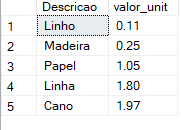 Descricao valor_unit
1 Linho 0.11
2 Madeira 0.25
3 Papel 1.05
4 Linha 1.80
5 Cano 1.97